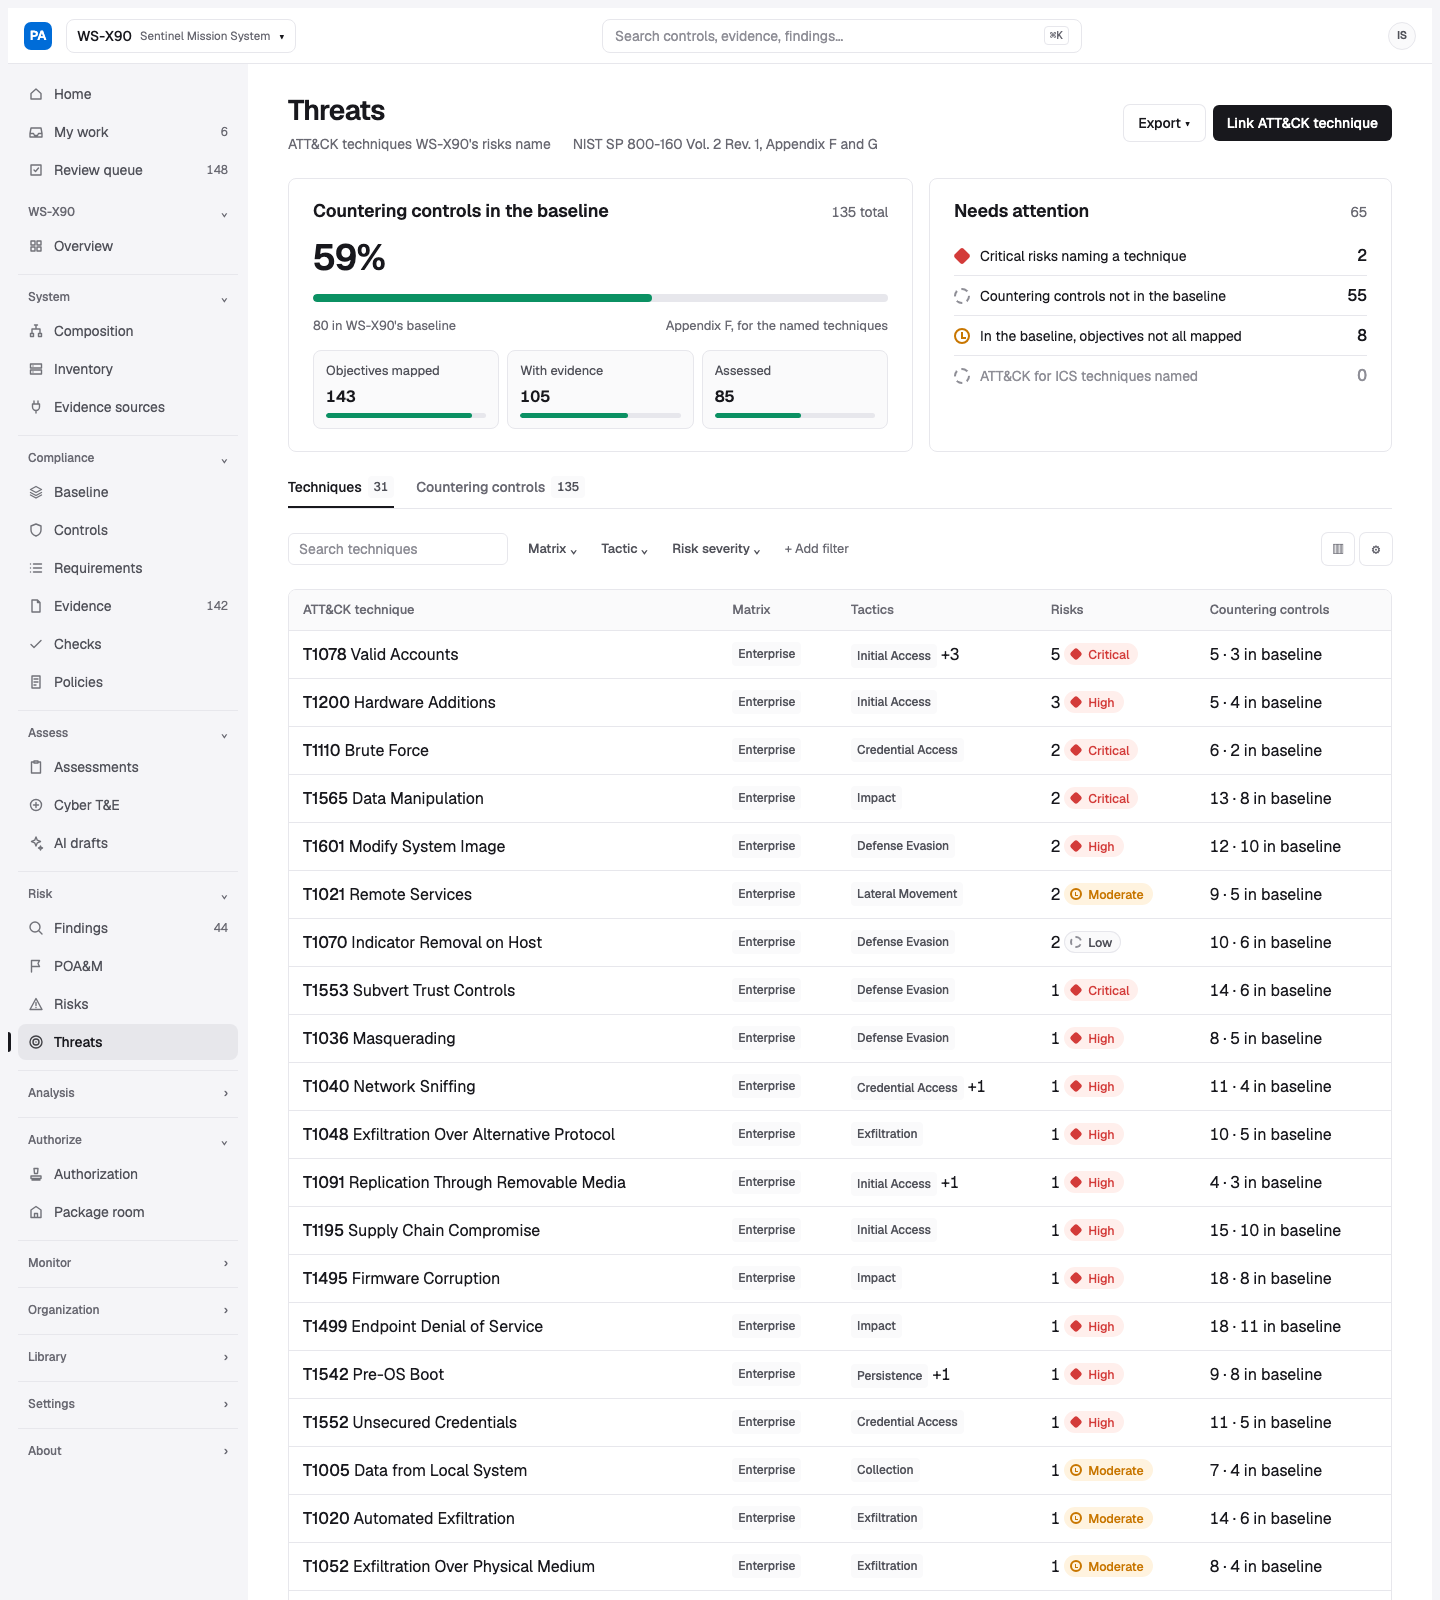 PA
WS-X90 Sentinel Mission System ▾
Search controls, evidence, findings... ⌘K
IS
Home
My work 6
Review queue 148
WS-X90
Overview
System
Composition
Inventory
Evidence sources
Compliance
Baseline
Controls
Requirements
Evidence 142
Checks
Policies
Assess
Assessments
Cyber T&E
AI drafts
Risk
Findings 44
POA&M
Risks
Threats
Analysis
Authorize
Authorization
Package room
Monitor
Organization
Library
Settings
About
Threats
ATT&CK techniques WS-X90's risks name NIST SP 800-160 Vol. 2 Rev. 1, Appendix F and G
Export ▾
Link ATT&CK technique
Countering controls in the baseline 135 total
59%
80 in WS-X90's baseline Appendix F, for the named techniques
Objectives mapped
143
With evidence
105
Assessed
85
Needs attention 65
Critical risks naming a technique 2
Countering controls not in the baseline 55
In the baseline, objectives not all mapped 8
ATT&CK for ICS techniques named 0
Techniques 31 Countering controls 135
Search techniques Matrix Tactic Risk severity + Add filter
ATT&CK technique Matrix Tactics Risks Countering controls
T1078 Valid Accounts Enterprise Initial Access +3 5 Critical 5 · 3 in baseline
T1200 Hardware Additions Enterprise Initial Access 3 High 5 · 4 in baseline
T1110 Brute Force Enterprise Credential Access 2 Critical 6 · 2 in baseline
T1565 Data Manipulation Enterprise Impact 2 Critical 13 · 8 in baseline
T1601 Modify System Image Enterprise Defense Evasion 2 High 12 · 10 in baseline
T1021 Remote Services Enterprise Lateral Movement 2 Moderate 9 · 5 in baseline
T1070 Indicator Removal on Host Enterprise Defense Evasion 2 Low 10 · 6 in baseline
T1553 Subvert Trust Controls Enterprise Defense Evasion 1 Critical 14 · 6 in baseline
T1036 Masquerading Enterprise Defense Evasion 1 High 8 · 5 in baseline
T1040 Network Sniffing Enterprise Credential Access +1 1 High 11 · 4 in baseline
T1048 Exfiltration Over Alternative Protocol Enterprise Exfiltration 1 High 10 · 5 in baseline
T1091 Replication Through Removable Media Enterprise Initial Access +1 1 High 4 · 3 in baseline
T1195 Supply Chain Compromise Enterprise Initial Access 1 High 15 · 10 in baseline
T1495 Firmware Corruption Enterprise Impact 1 High 18 · 8 in baseline
T1499 Endpoint Denial of Service Enterprise Impact 1 High 18 · 11 in baseline
T1542 Pre-OS Boot Enterprise Persistence +1 1 High 9 · 8 in baseline
T1552 Unsecured Credentials Enterprise Credential Access 1 High 11 · 5 in baseline
T1005 Data from Local System Enterprise Collection 1 Moderate 7 · 4 in baseline
T1020 Automated Exfiltration Enterprise Exfiltration 1 Moderate 14 · 6 in baseline
T1052 Exfiltration Over Physical Medium Enterprise Exfiltration 1 Moderate 8 · 4 in baseline